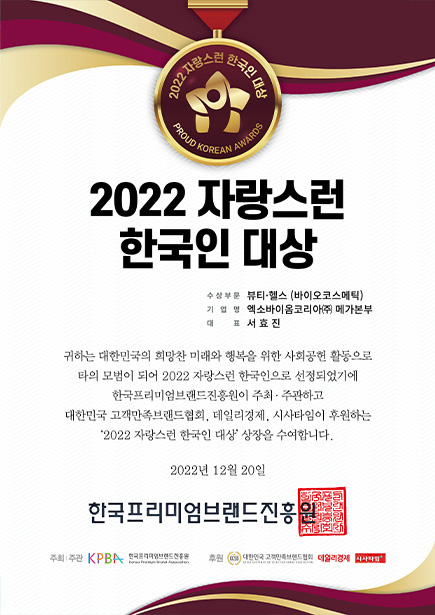 2022 자랑스런 한국인 대상
PROUD KOREAN AWARDS
2022 자랑스런
한국인 대상
수상부문 뷰티·헬스 (바이오코스메틱)
기업명 엑소바이옴코리아㈜ 메가본부
대표 서효진
귀하는 대한민국의 희망찬 미래와 행복을 위한 사회공헌 활동으로
타의 모범이 되어 2022 자랑스런 한국인으로 선정되었기에
한국프리미엄브랜드진흥원이 주최·주관하고
대한민국 고객만족브랜드협회, 데일리경제, 시사타임이 후원하는
‘2022 자랑스런 한국인 대상’ 상장을 수여합니다.
2022년 12월 20일
한국프리미엄브랜드진흥원
주최|주관 KPBA 한국프리미엄브랜드진흥원 Korea Premium Brand Association 후원 대한민국 고객만족브랜드협회 데일리경제 시사타임